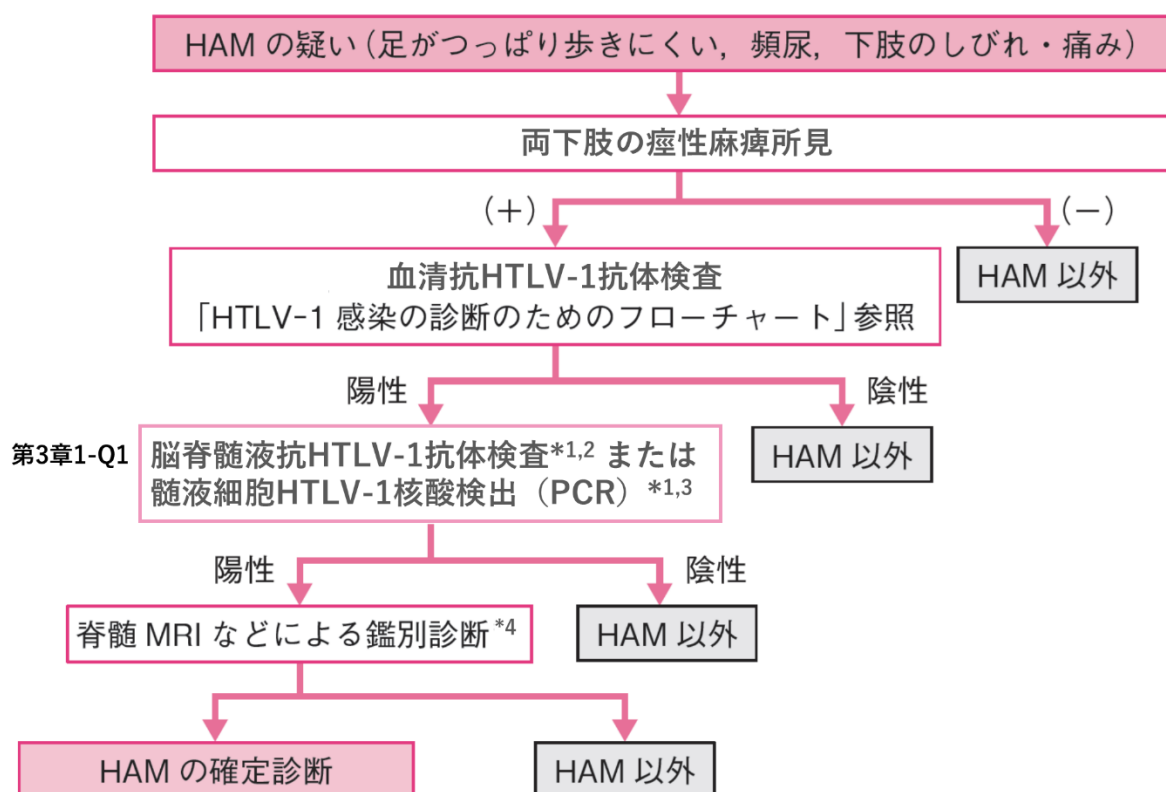 HAM の疑い(足がつっぱり歩きにくい,頻尿,下肢のしびれ・痛み)
両下肢の痙性麻痺所見
(+)
(-)
血清抗HTLV-1抗体検査
「HTLV-1 感染の診断のためのフローチャート」参照
HAM 以外
陽性
陰性
第3章1-Q1
脳脊髄液抗HTLV-1抗体検査*1,2 または
髄液細胞HTLV-1核酸検出(PCR)*1,3
HAM 以外
陽性
陰性
脊髄 MRI などによる鑑別診断*4
HAM 以外
HAM の確定診断
HAM 以外